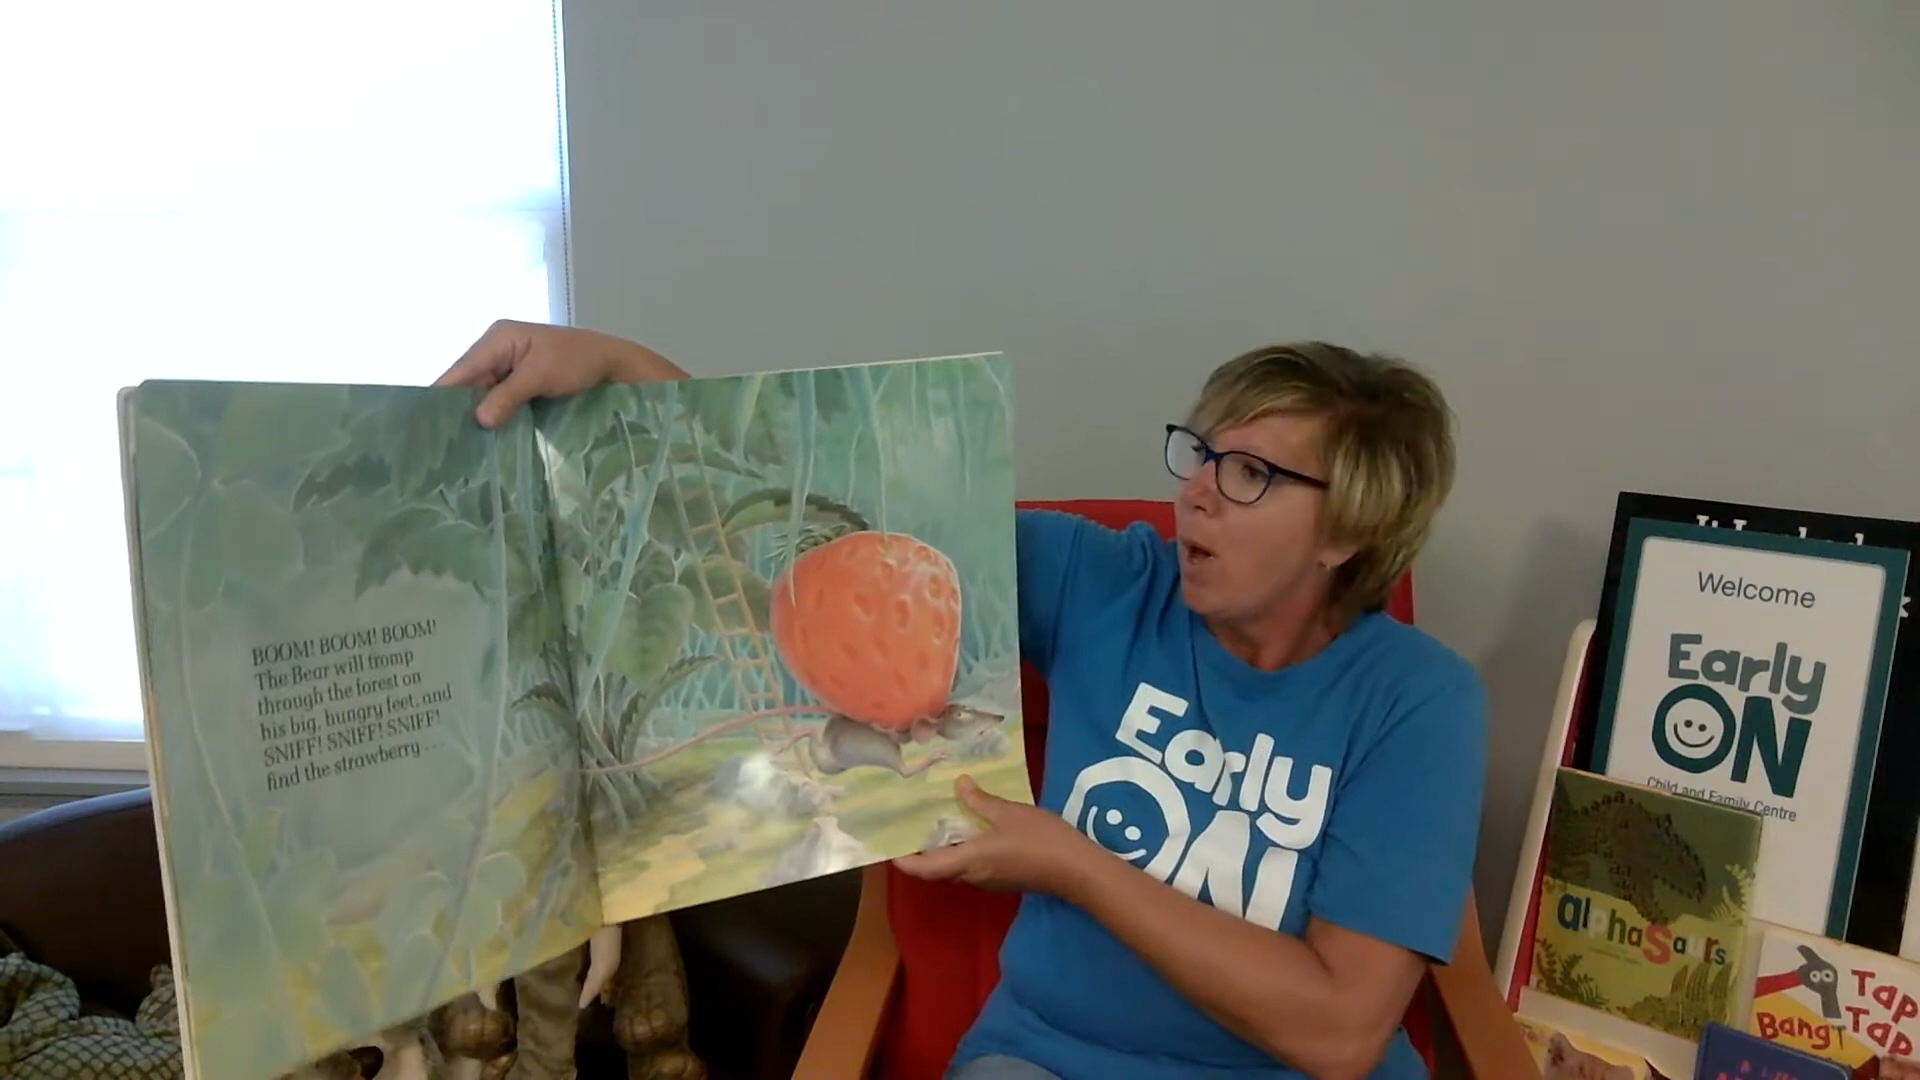 BOOM! BOOM! BOOM!
The Bear will tromp
through the forest on
his big, hungry feet, and
SNIFF! SNIFF! SNIFF!
find the strawberry . . .
Early
ON
Welcome
Early
ON
Child and Family Centre
alphasaurs
Tap
Tap
Bang